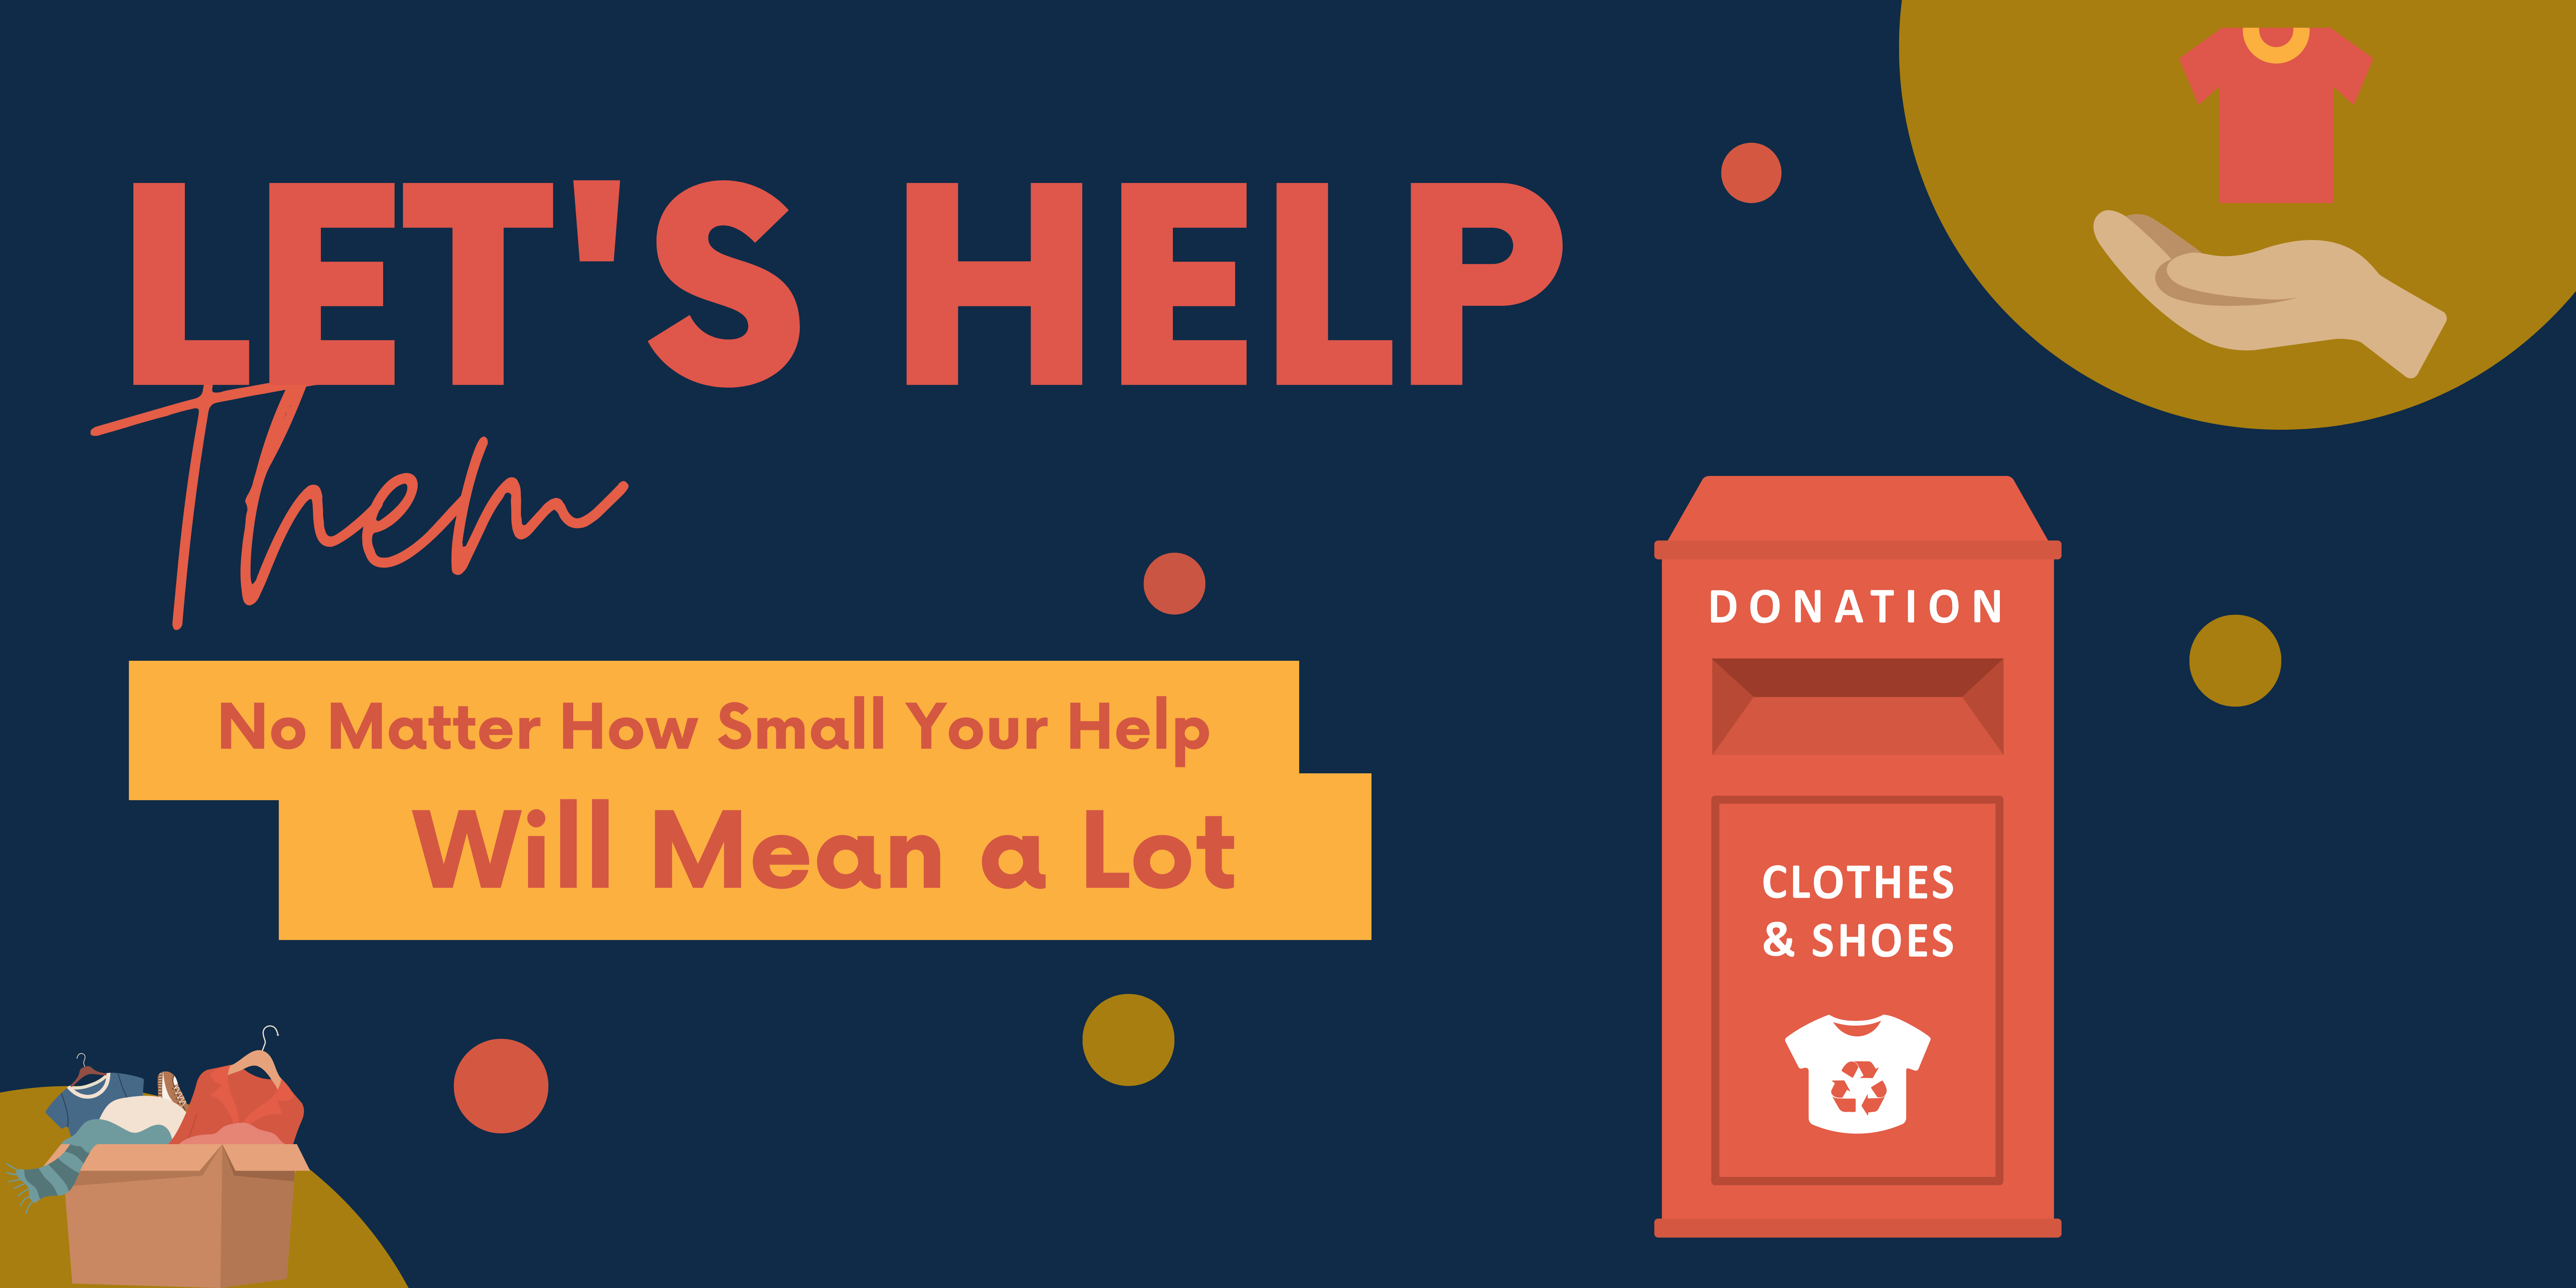 LET'S HELP
Them
No Matter How Small Your Help
Will Mean a Lot
DONATION
CLOTHES
& SHOES